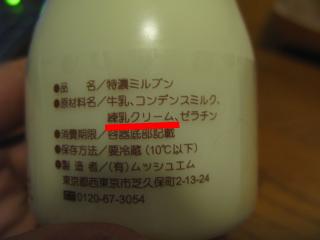 ●品　名／特濃ミルプン
●原材料名／牛乳、コンデンスミルク、
練乳クリーム、ゼラチン
●消費期限／容器底部記載
●保存方法／要冷蔵(10℃以下)
●製造者／(有)ムッシュエム
東京都西東京市芝久保町2-13-24
0120-67-3054